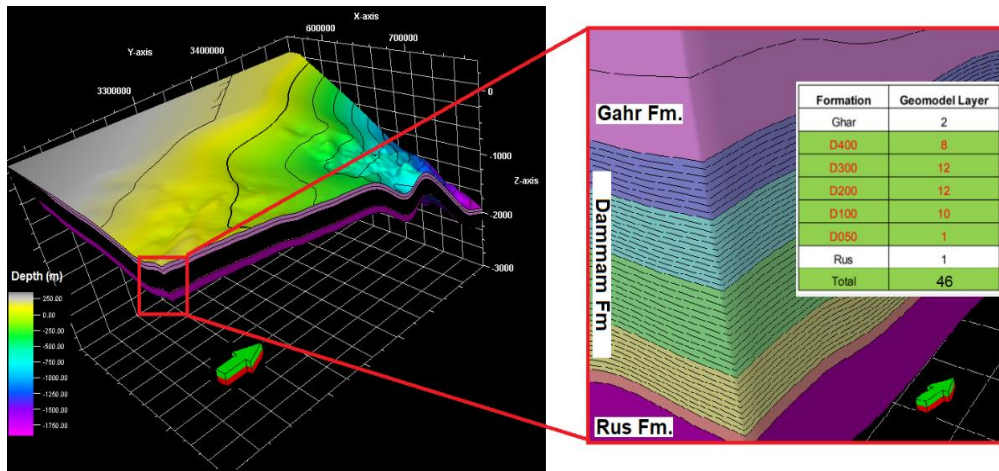 X-axis
600000
700000
Y-axis
3400000
3300000
0
-1000
Z-axis
-2000
-3000
Depth (m)
250.00
0.00
-250.00
-500.00
-750.00
-1000.00
-1250.00
-1500.00
-1750.00
Gahr Fm.
Dammam Fm
Rus Fm.
Formation Geomodel Layer
Ghar 2
D400 8
D300 12
D200 12
D100 10
D050 1
Rus 1
Total 46